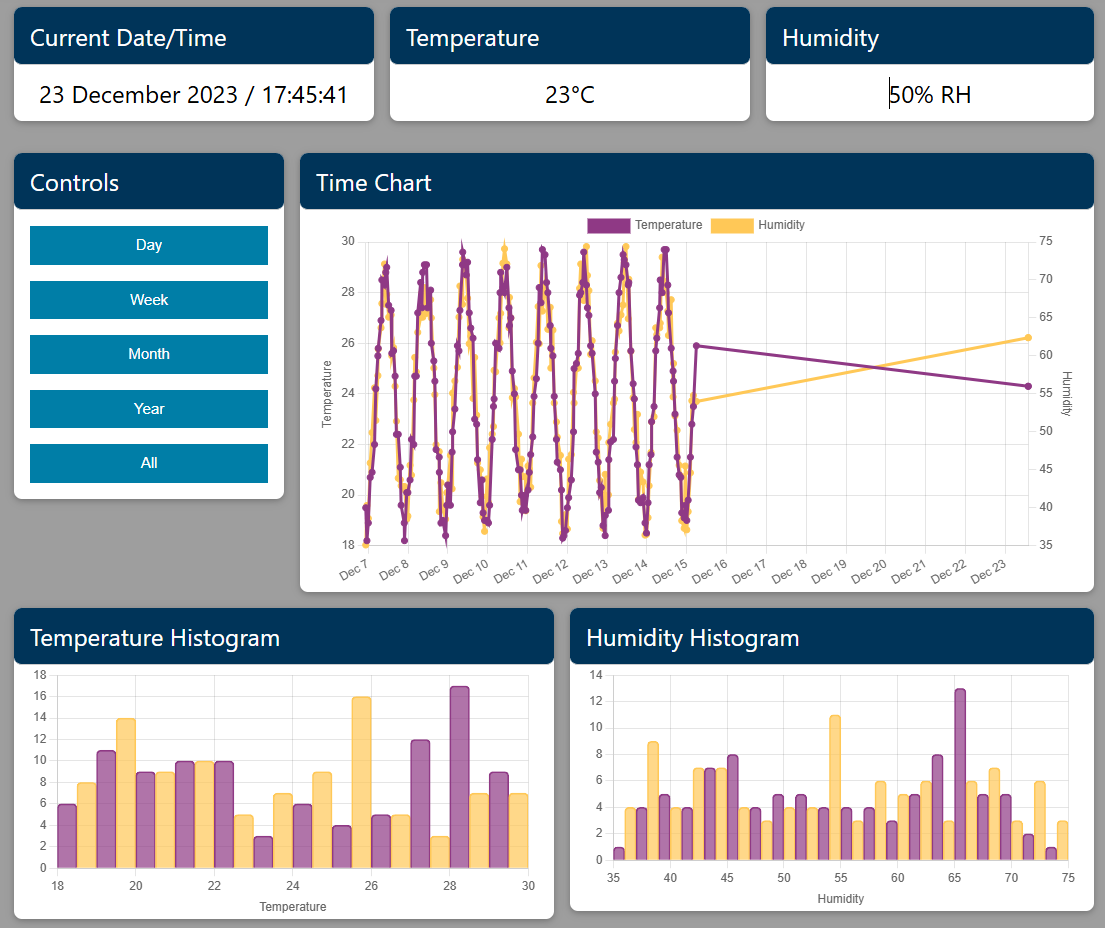 Current Date/Time
Temperature
Humidity
23 December 2023 / 17:45:41
23°C
50% RH
Controls
Day
Week
Month
Year
All
Time Chart
Temperature Humidity
30
28
26
24
22
20
18
Temperature
75
70
65
60
55
50
45
40
35
Humidity
Dec 7 Dec 8 Dec 9 Dec 10 Dec 11 Dec 12 Dec 13 Dec 14 Dec 15 Dec 16 Dec 17 Dec 18 Dec 19 Dec 20 Dec 21 Dec 22 Dec 23
Temperature Histogram
18
16
14
12
10
8
6
4
2
0
18 20 22 24 26 28 30
Temperature
Humidity Histogram
14
12
10
8
6
4
2
0
35 40 45 50 55 60 65 70 75
Humidity